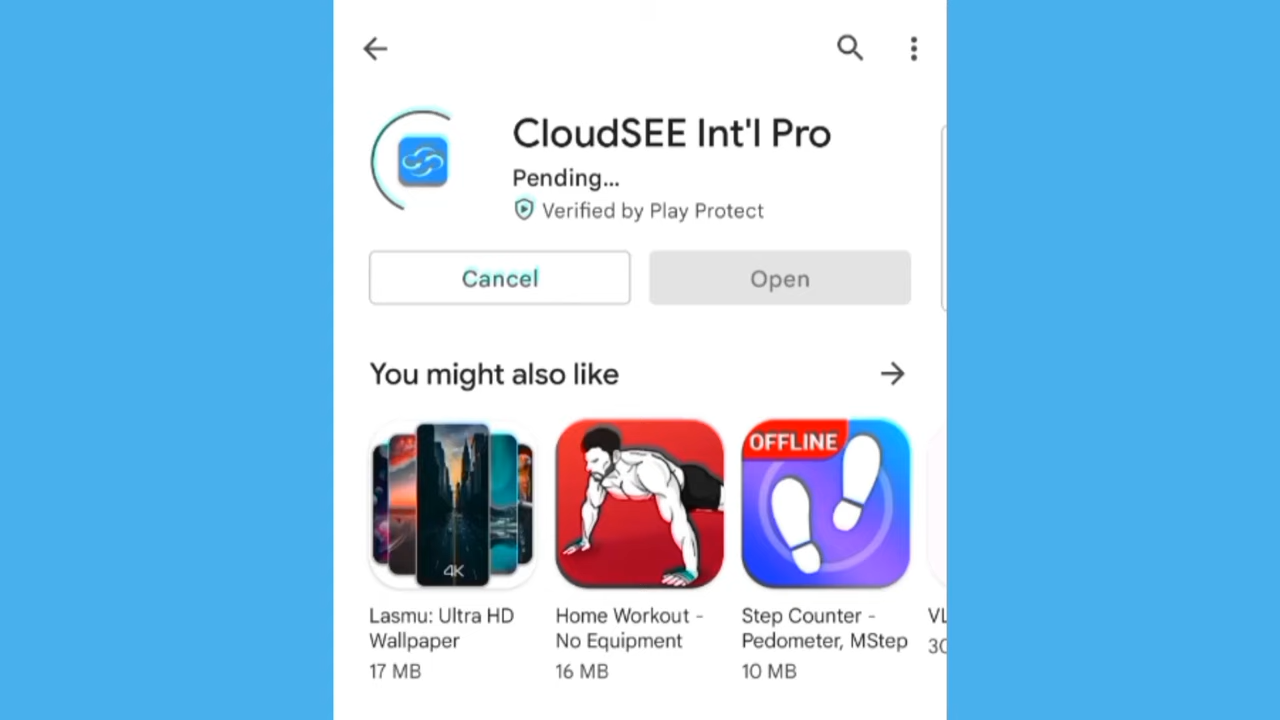 CloudSEE Int'l Pro
Pending...
Verified by Play Protect
Cancel
Open
You might also like
4K
OFFLINE
Lasmu: Ultra HD
Wallpaper
17 MB
Home Workout -
No Equipment
16 MB
Step Counter -
Pedometer, MStep
10 MB